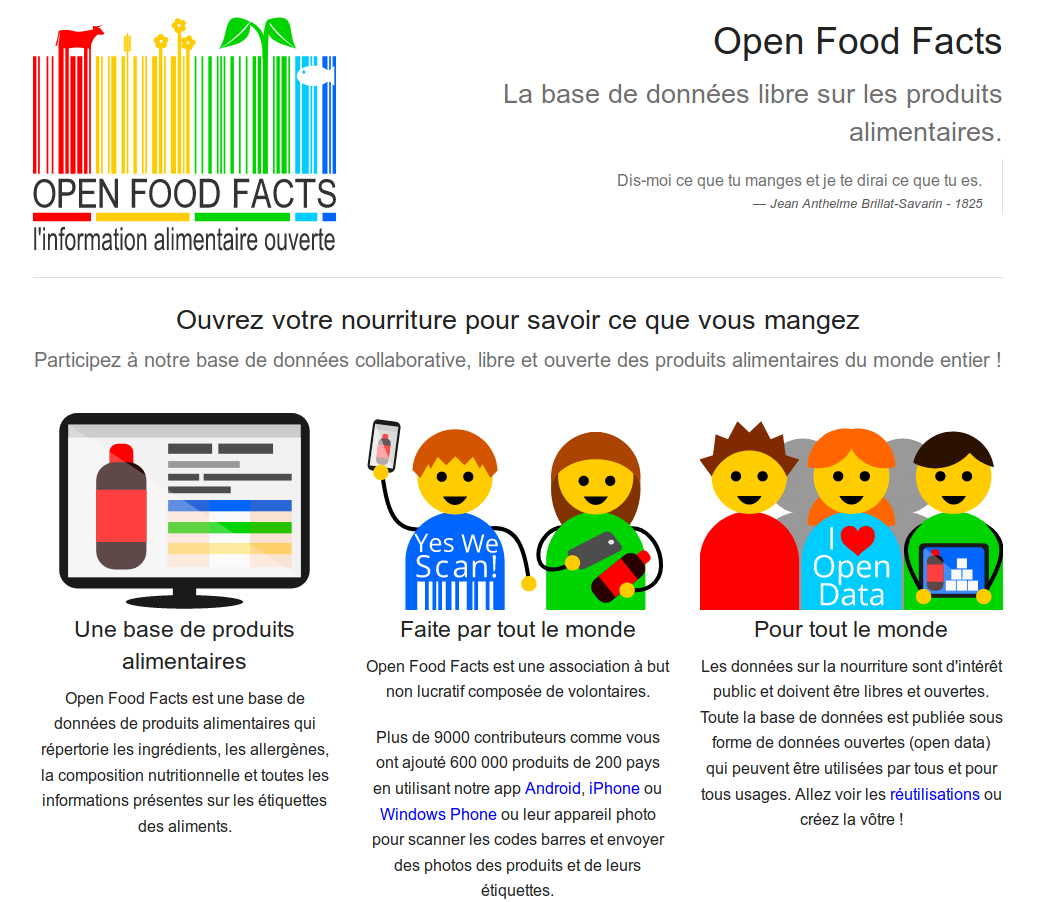 OPEN FOOD FACTS
l'information alimentaire ouverte
Open Food Facts
La base de données libre sur les produits
alimentaires.
Dis-moi ce que tu manges et je te dirai ce que tu es.
— Jean Anthelme Brillat-Savarin - 1825
Ouvrez votre nourriture pour savoir ce que vous mangez
Participez à notre base de données collaborative, libre et ouverte des produits alimentaires du monde entier !
Une base de produits
alimentaires
Open Food Facts est une base de
données de produits alimentaires qui
répertorie les ingrédients, les allergènes,
la composition nutritionnelle et toutes les
informations présentes sur les étiquettes
des aliments.
Yes We
Scan!
Faite par tout le monde
Open Food Facts est une association à but
non lucratif composée de volontaires.
Plus de 9000 contributeurs comme vous
ont ajouté 600 000 produits de 200 pays
en utilisant notre app Android, iPhone ou
Windows Phone ou leur appareil photo
pour scanner les codes barres et envoyer
des photos des produits et de leurs
étiquettes.
I
Open
Data
Pour tout le monde
Les données sur la nourriture sont d'intérêt
public et doivent être libres et ouvertes.
Toute la base de données est publiée sous
forme de données ouvertes (open data)
qui peuvent être utilisées par tous et pour
tous usages. Allez voir les réutilisations ou
créez la vôtre !